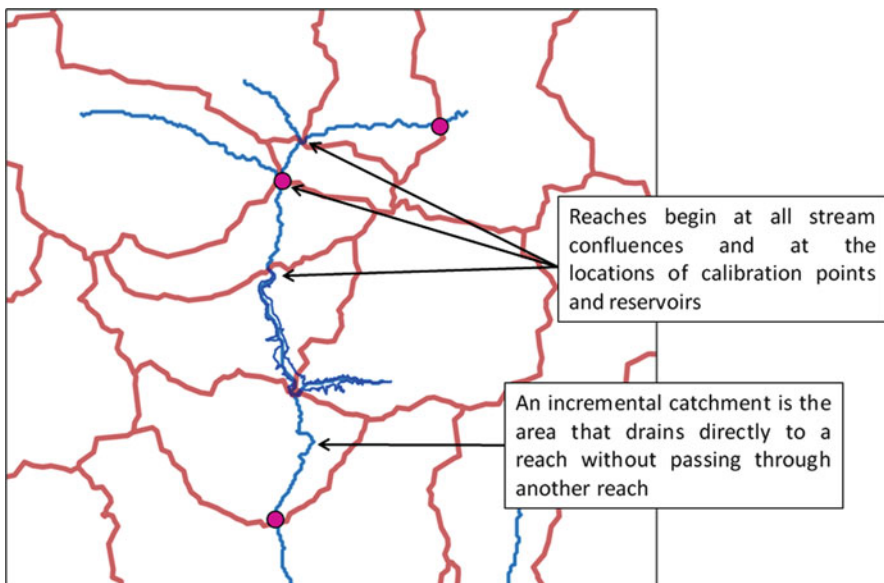 Reaches begin at all stream
confluences and at the
locations of calibration points
and reservoirs
An incremental catchment is the
area that drains directly to a
reach without passing through
another reach